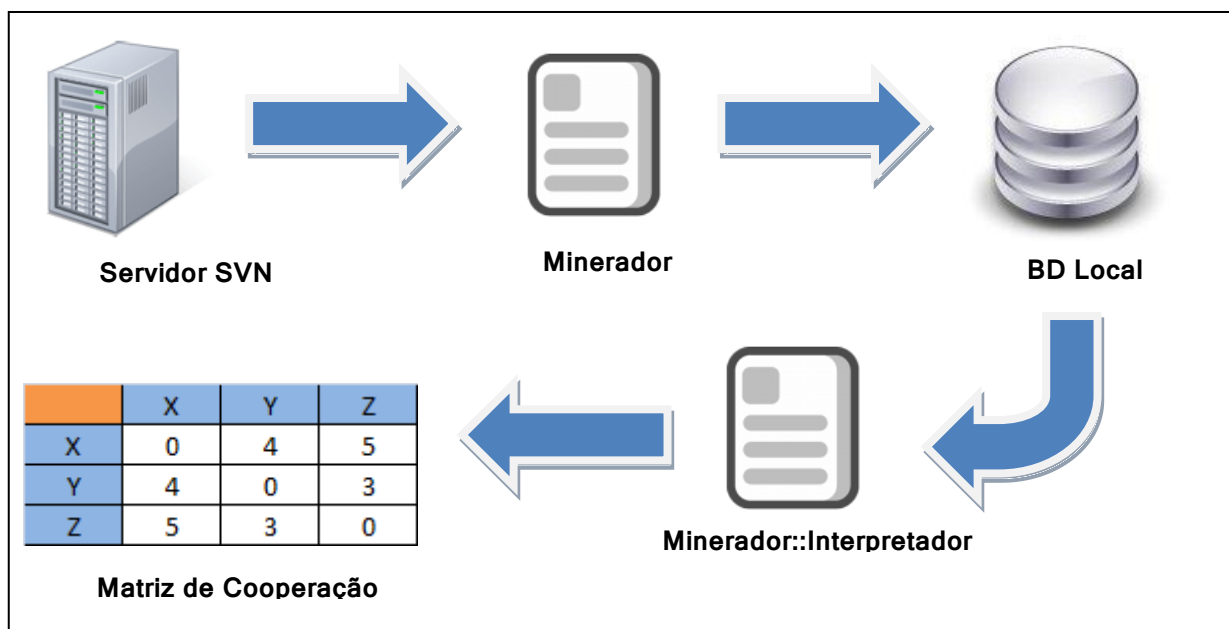 Servidor SVN
Minerador
BD Local
X Y Z
X 0 4 5
Y 4 0 3
Z 5 3 0
Minerador::Interpretador
Matriz de Cooperação